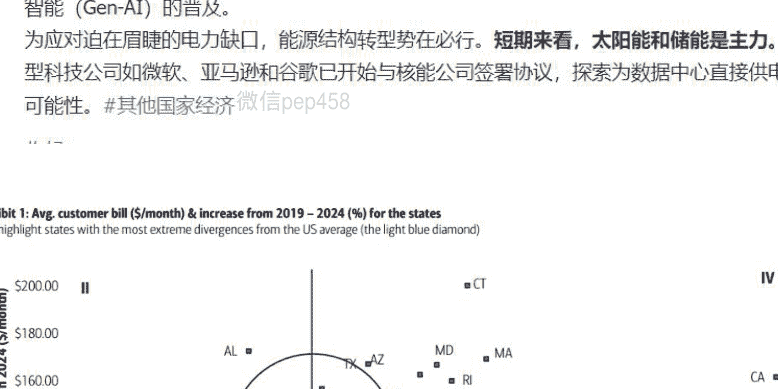 智能（Gen-AI）的普及。
为应对迫在眉睫的电力缺口，能源结构转型势在必行。短期来看，太阳能和储能是主力。
型科技公司如微软、亚马逊和谷歌已开始与核能公司签署协议，探索为数据中心直接供电
可能性。#其他国家经济 微信pep458
ibit 1: Avg. customer bill ($/month) & increase from 2019 – 2024 (%) for the states
highlight states with the most extreme divergences from the US average (the light blue diamond)
$200.00 II CT IV
$180.00
AL TX AZ MD MA
$160.00 RI CA
n 2024 ($/month)